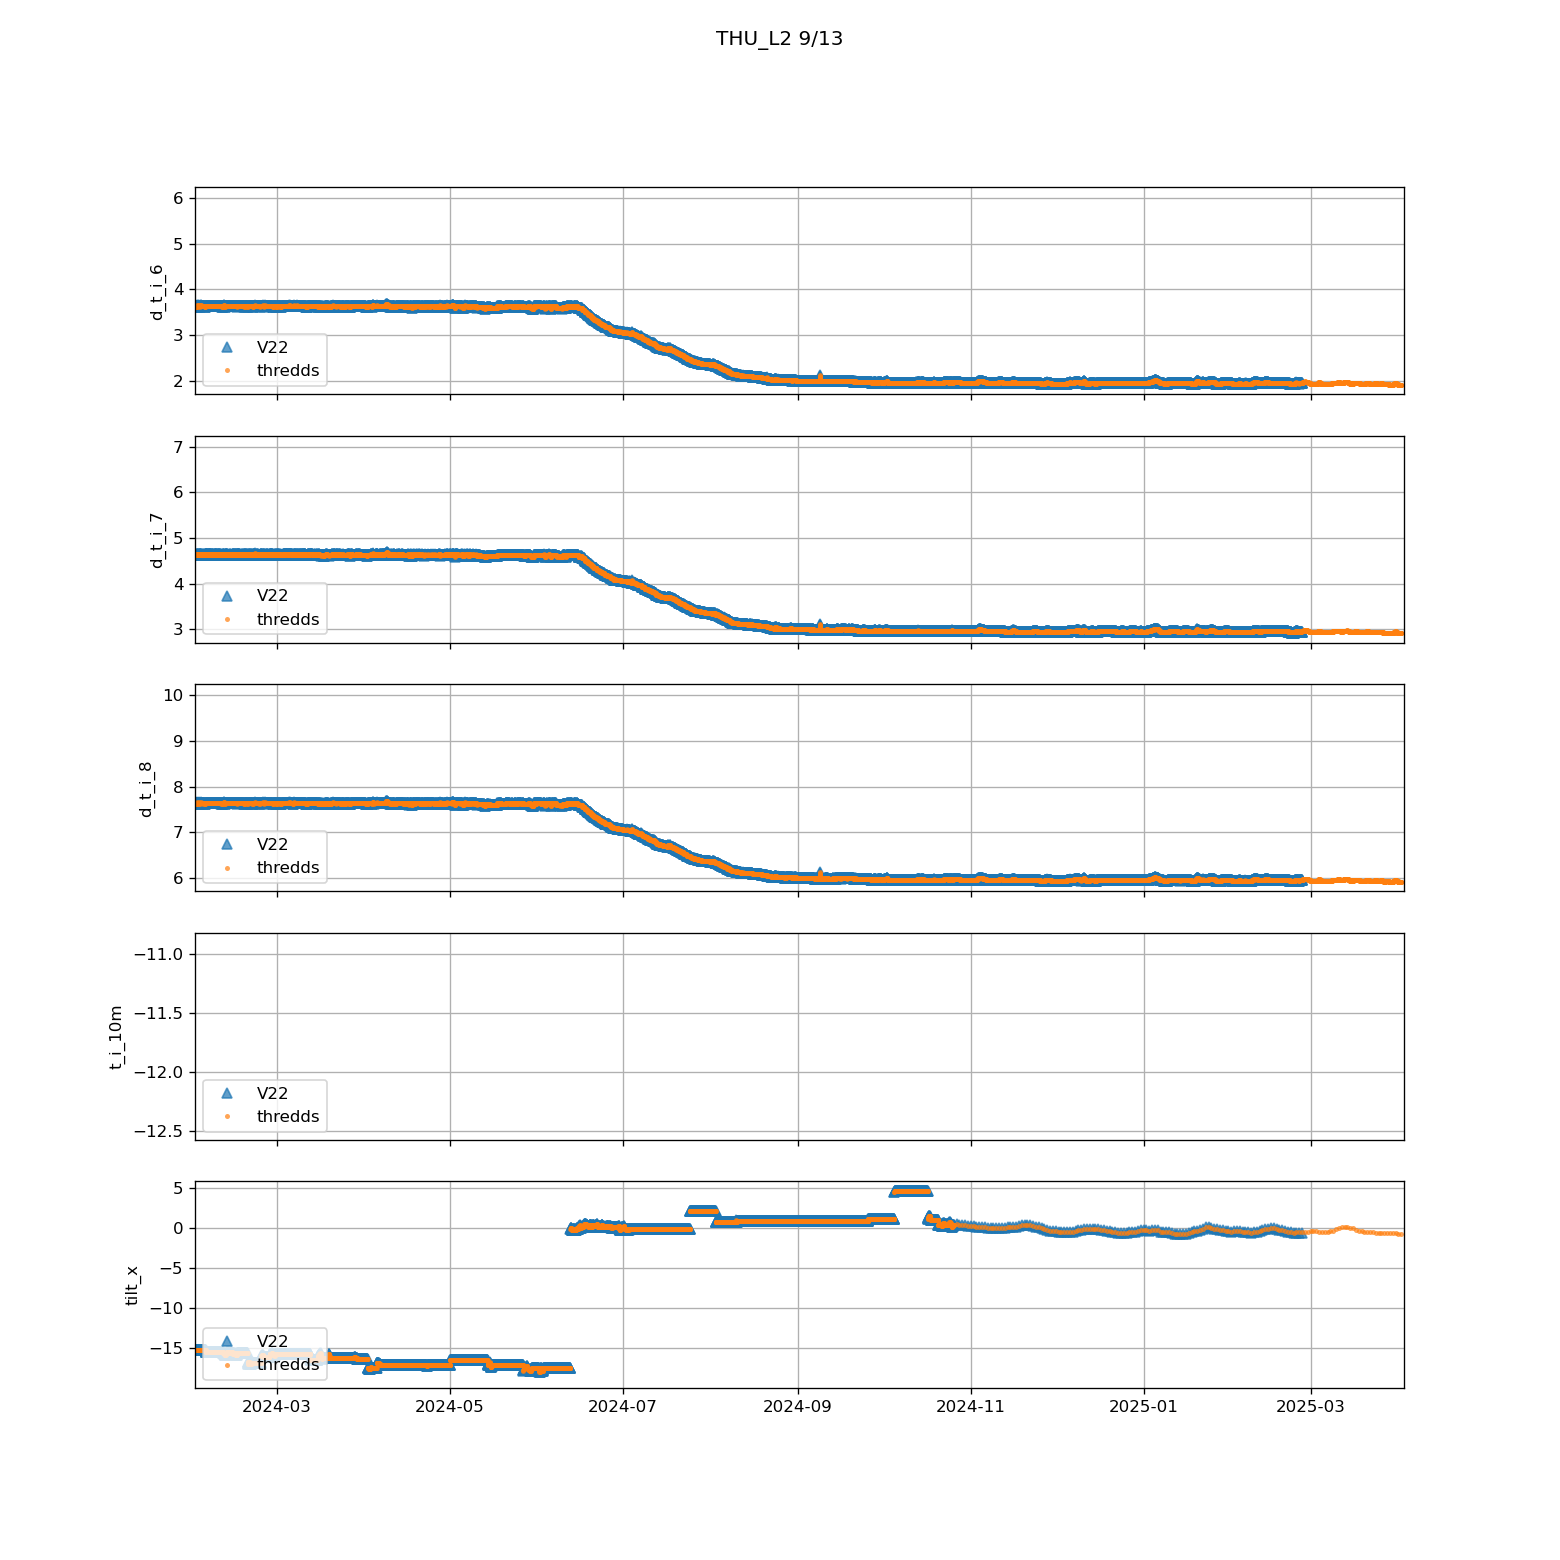 THU_L2 9/13
6
5
4
3
2
d_t_i_6
V22
thredds
7
6
5
4
3
d_t_i_7
V22
thredds
10
9
8
7
6
d_t_i_8
V22
thredds
−11.0
−11.5
−12.0
−12.5
t_i_10m
V22
thredds
5
0
−5
−10
−15
tilt_x
V22
thredds
2024-03 2024-05 2024-07 2024-09 2024-11 2025-01 2025-03